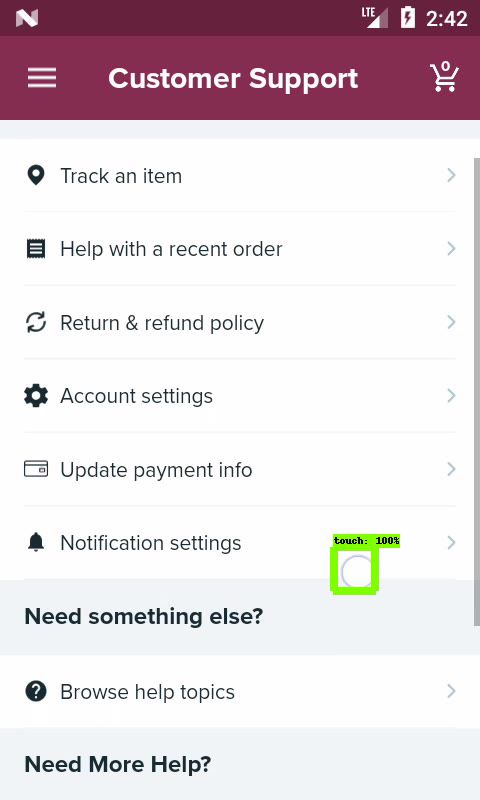 LTE
2:42
Customer Support
0
Track an item
Help with a recent order
Return & refund policy
Account settings
Update payment info
Notification settings
touch: 100%
Need something else?
Browse help topics
Need More Help?